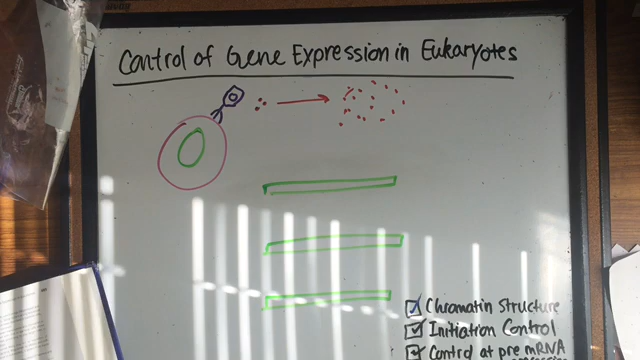 Control of Gene Expression in Eukaryotes
Chromatin Structure
Initiation Control
Control at pre mRNA